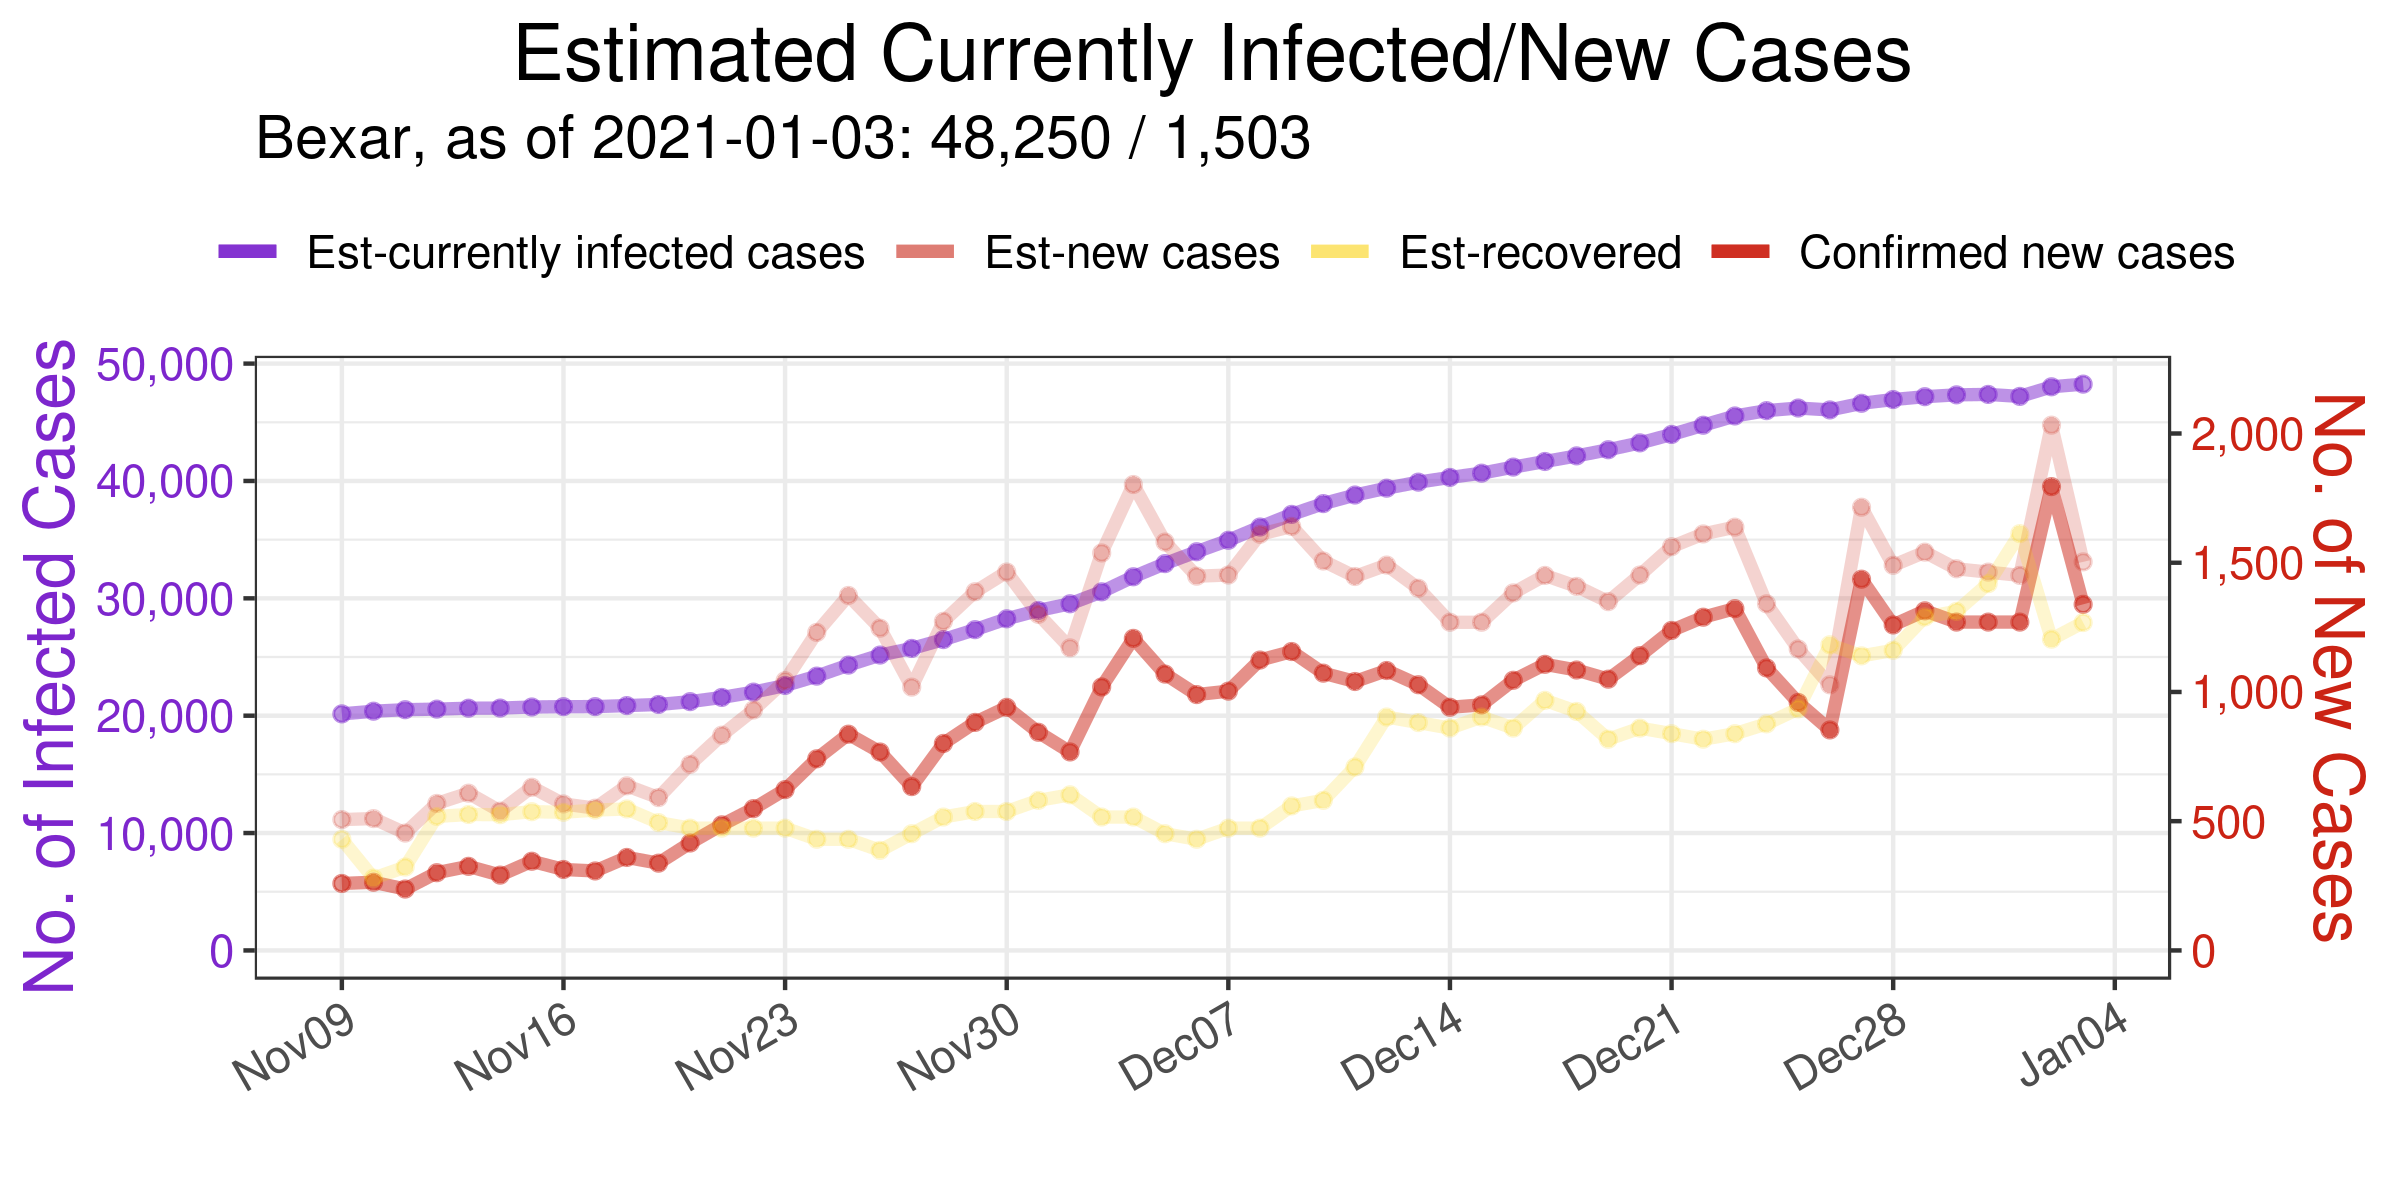 Estimated Currently Infected/New Cases
Bexar, as of 2021-01-03: 48,250 / 1,503
Est-currently infected cases Est-new cases Est-recovered Confirmed new cases
No. of Infected Cases
50,000
40,000
30,000
20,000
10,000
0
2,000
1,500
1,000
500
0
No. of New Cases
Nov09 Nov16 Nov23 Nov30 Dec07 Dec14 Dec21 Dec28 Jan04